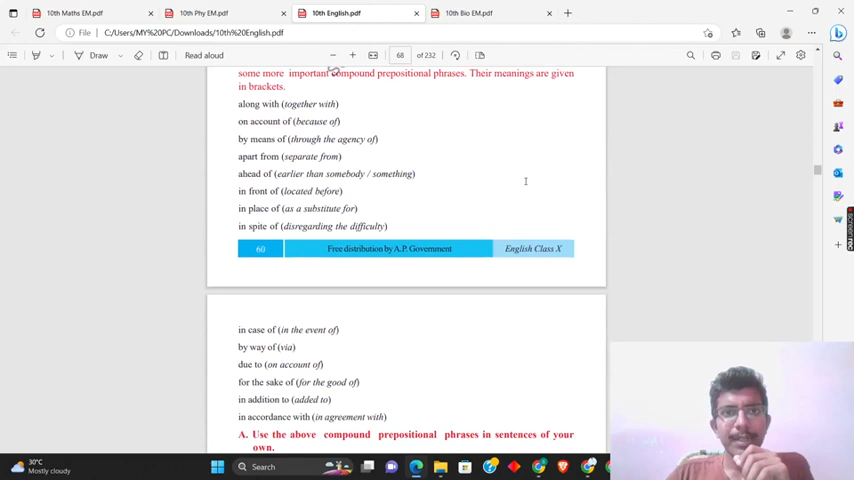 10th Maths EM.pdf
10th Phy EM.pdf
10th English.pdf
10th Bio EM.pdf
File
C:/Users/MY%20PC/Downloads/10th%20English.pdf
Draw
Read aloud
68 of 232
some more important compound prepositional phrases. Their meanings are given
in brackets.
along with (together with)
on account of (because of)
by means of (through the agency of)
apart from (separate from)
ahead of (earlier than somebody / something)
in front of (located before)
in place of (as a substitute for)
in spite of (disregarding the difficulty)
60 Free distribution by A.P. Government English Class X
in case of (in the event of)
by way of (via)
due to (on account of)
for the sake of (for the good of)
in addition to (added to)
in accordance with (in agreement with)
A. Use the above compound prepositional phrases in sentences of your
own.
30°C
Mostly cloudy
Search